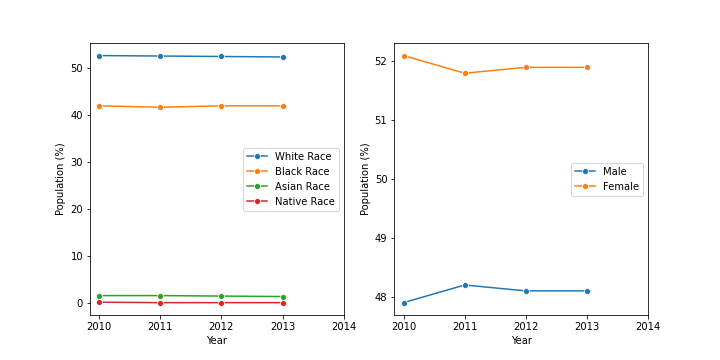 Population (%)
50
40
30
20
10
0
White Race
Black Race
Asian Race
Native Race
2010 2011 2012 2013 2014
Year
Population (%)
52
51
50
49
48
Male
Female
2010 2011 2012 2013 2014
Year